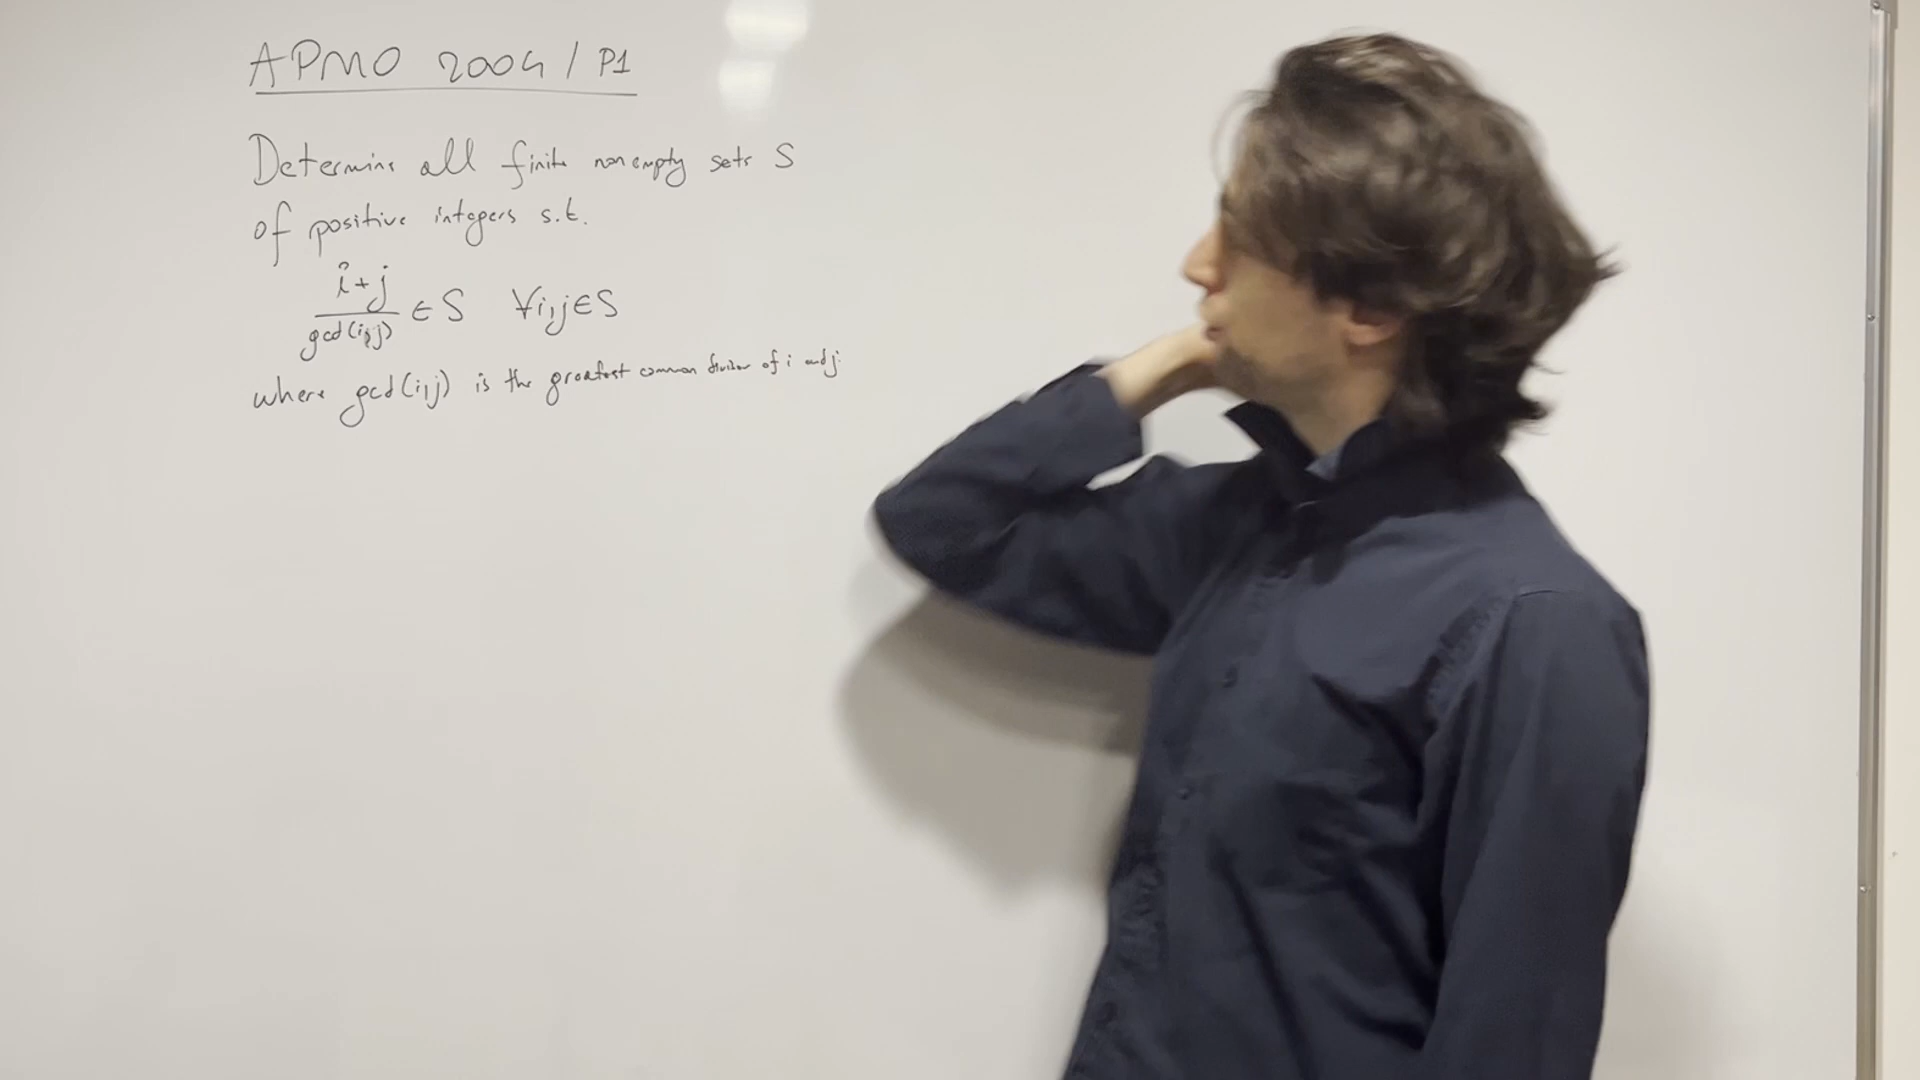 APMO 2004 / P1
Determine all finite nonempty sets S
of positive integers s.t.
i+j
gcd(i,j) ∈ S ∀i,j∈S
where gcd(i,j) is the greatest common divisor of i and j.